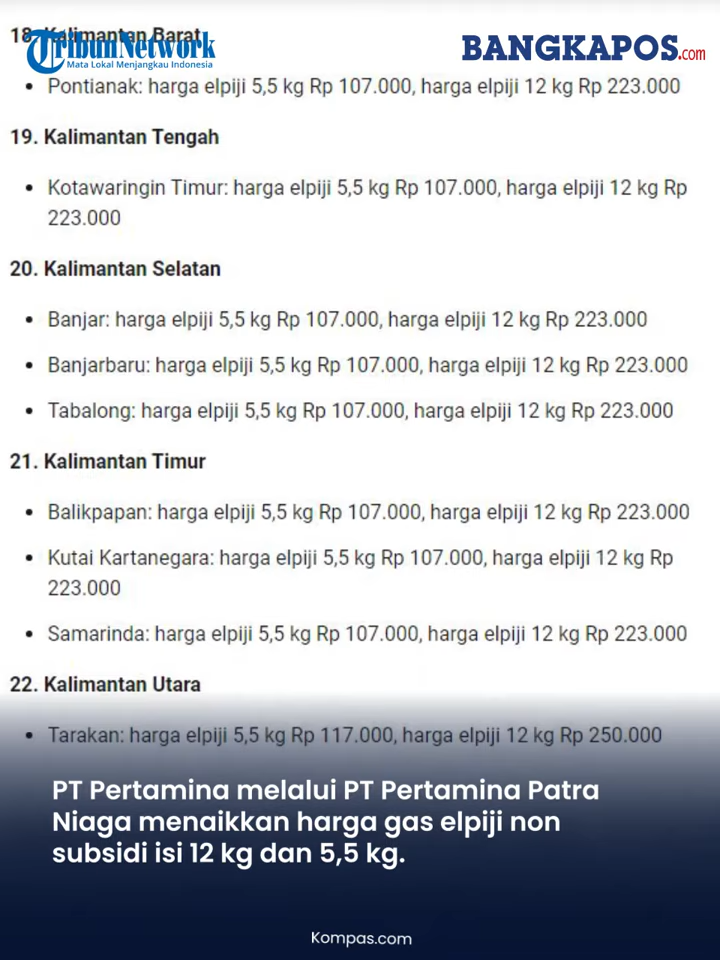 18. Kalimantan Barat
TribunNetwork
Mata Lokal Menjangkau Indonesia
BANGKAPOS.com
• Pontianak: harga elpiji 5,5 kg Rp 107.000, harga elpiji 12 kg Rp 223.000
19. Kalimantan Tengah
• Kotawaringin Timur: harga elpiji 5,5 kg Rp 107.000, harga elpiji 12 kg Rp
223.000
20. Kalimantan Selatan
• Banjar: harga elpiji 5,5 kg Rp 107.000, harga elpiji 12 kg Rp 223.000
• Banjarbaru: harga elpiji 5,5 kg Rp 107.000, harga elpiji 12 kg Rp 223.000
• Tabalong: harga elpiji 5,5 kg Rp 107.000, harga elpiji 12 kg Rp 223.000
21. Kalimantan Timur
• Balikpapan: harga elpiji 5,5 kg Rp 107.000, harga elpiji 12 kg Rp 223.000
• Kutai Kartanegara: harga elpiji 5,5 kg Rp 107.000, harga elpiji 12 kg Rp
223.000
• Samarinda: harga elpiji 5,5 kg Rp 107.000, harga elpiji 12 kg Rp 223.000
22. Kalimantan Utara
• Tarakan: harga elpiji 5,5 kg Rp 117.000, harga elpiji 12 kg Rp 250.000
PT Pertamina melalui PT Pertamina Patra
Niaga menaikkan harga gas elpiji non
subsidi isi 12 kg dan 5,5 kg.
Kompas.com